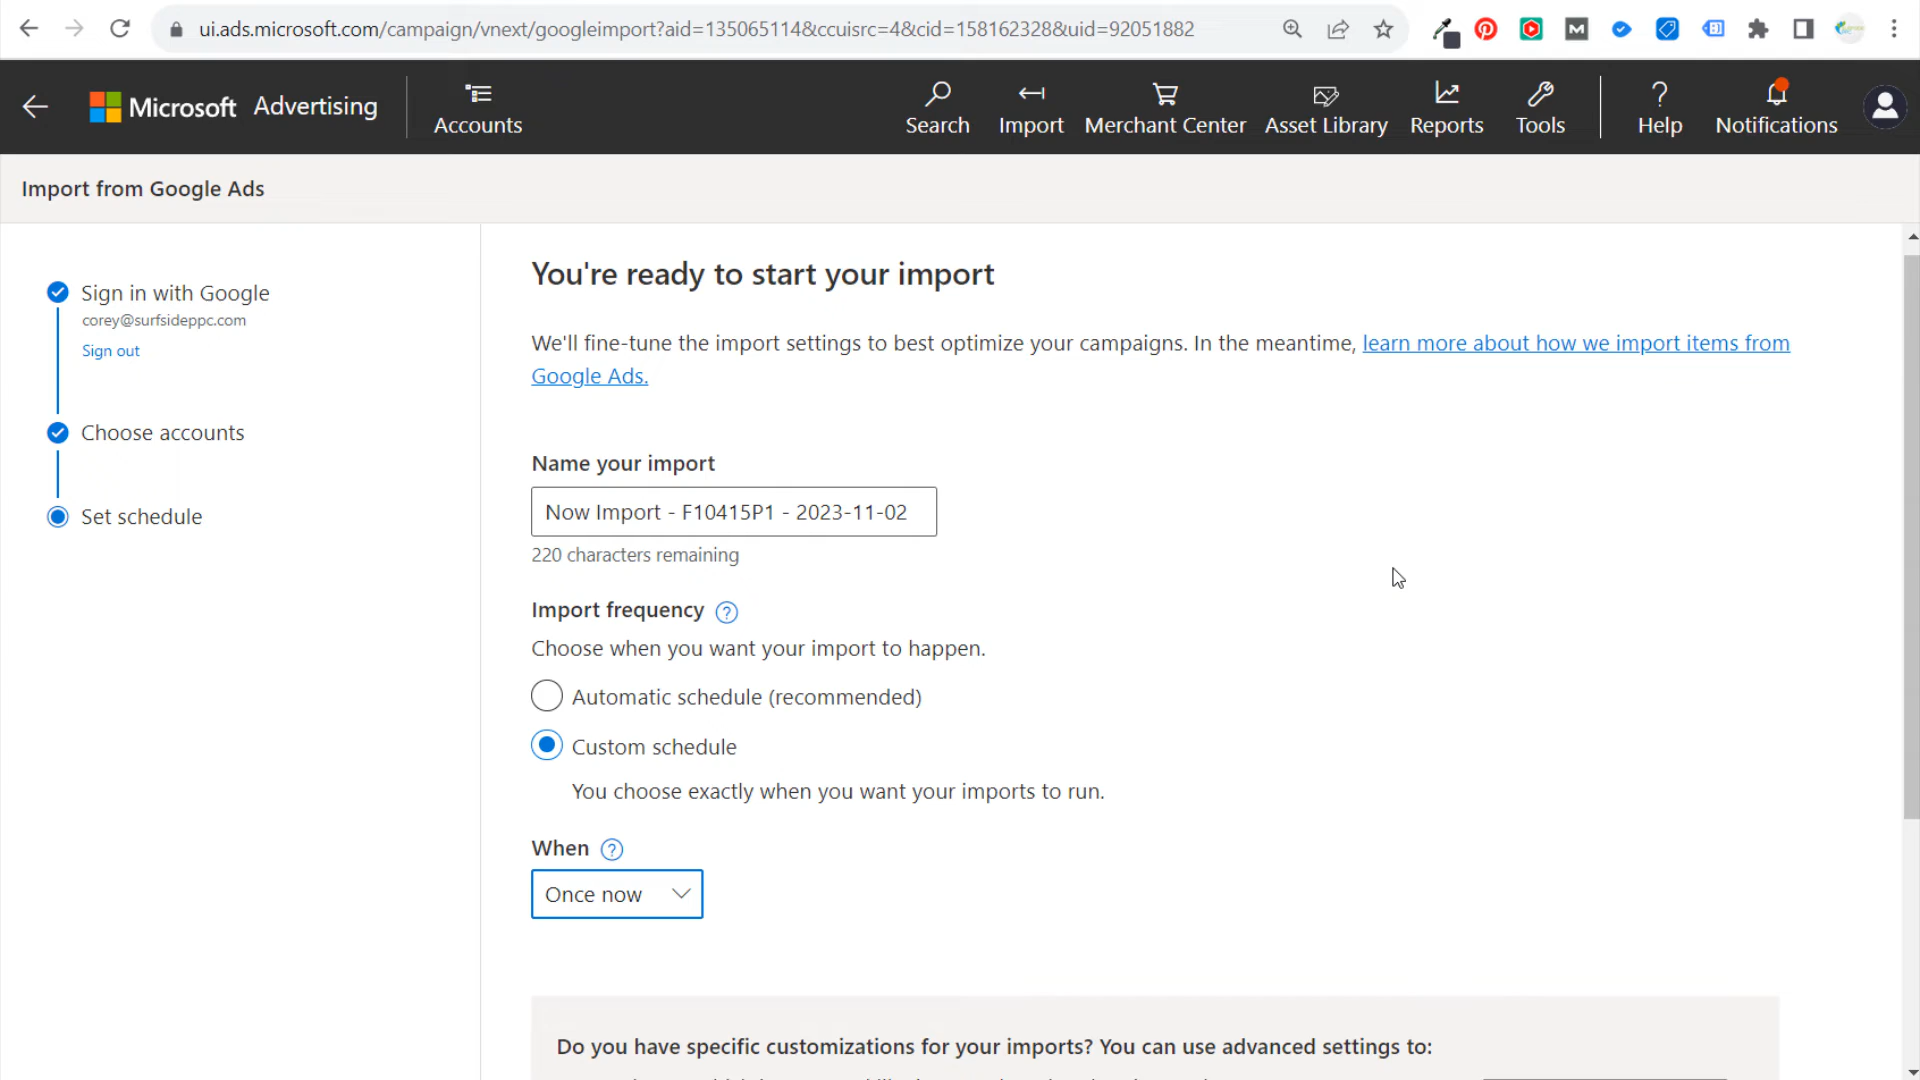 ui.ads.microsoft.com/campaign/vnext/googleimport?aid=135065114&ccuisrc=4&cid=158162328&uid=92051882
Microsoft Advertising
Accounts
Search
Import
Merchant Center
Asset Library
Reports
Tools
Help
Notifications
Import from Google Ads
Sign in with Google
corey@surfsideppc.com
Sign out
Choose accounts
Set schedule
You're ready to start your import
We'll fine-tune the import settings to best optimize your campaigns. In the meantime, learn more about how we import items from
Google Ads.
Name your import
Now Import - F10415P1 - 2023-11-02
220 characters remaining
Import frequency ?
Choose when you want your import to happen.
Automatic schedule (recommended)
Custom schedule
You choose exactly when you want your imports to run.
When ?
Once now
Do you have specific customizations for your imports? You can use advanced settings to: